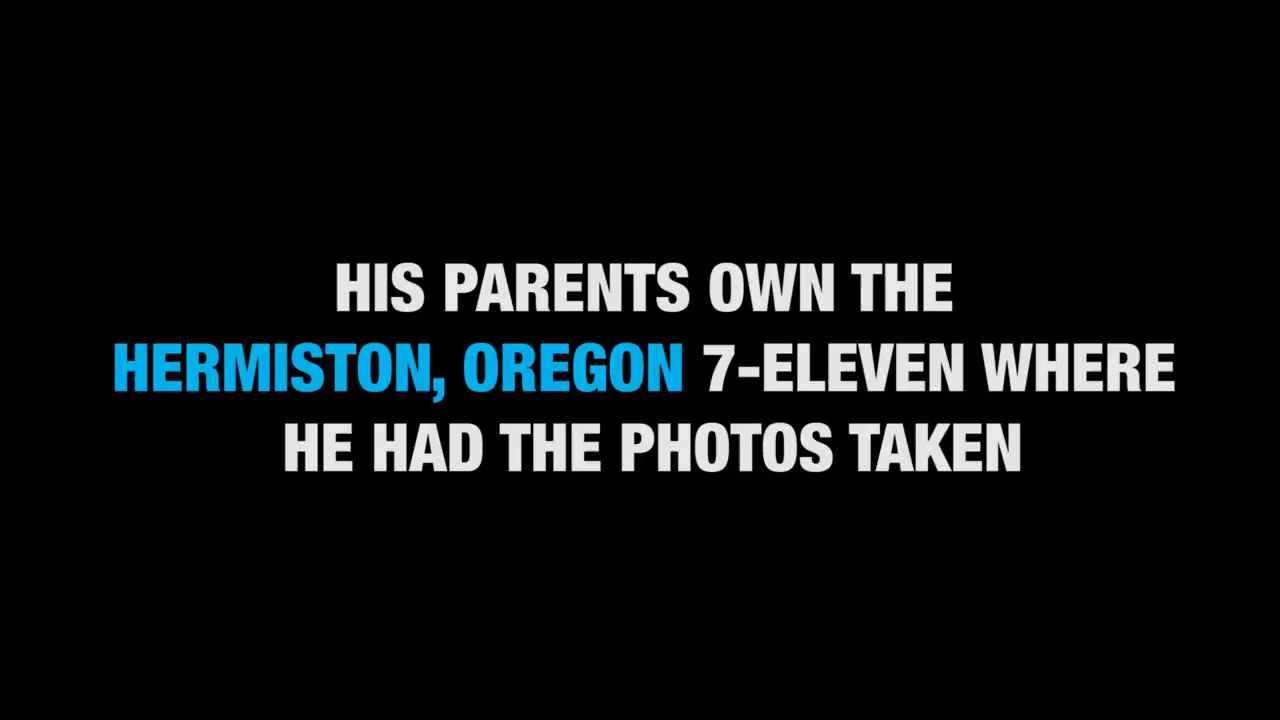 HIS PARENTS OWN THE
HERMISTON, OREGON 7-ELEVEN WHERE
HE HAD THE PHOTOS TAKEN